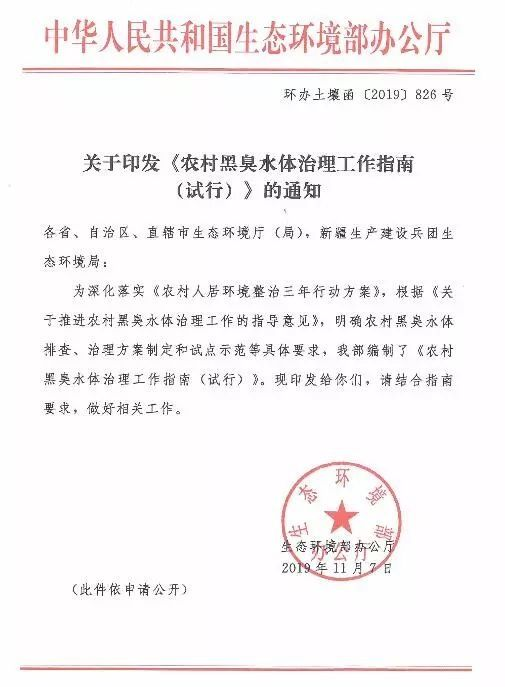 中华人民共和国生态环境部办公厅
环办土壤函〔2019〕826号
关于印发《农村黑臭水体治理工作指南
（试行）》的通知
各省、自治区、直辖市生态环境厅（局），新疆生产建设兵团生
态环境局：
为深化落实《农村人居环境整治三年行动方案》，根据《关
于推进农村黑臭水体治理工作的指导意见》，明确农村黑臭水体
排查、治理方案制定和试点示范等具体要求，我部编制了《农村
黑臭水体治理工作指南（试行）》。现印发给你们，请结合指南
要求，做好相关工作。
生态环境部
办公厅
生态环境部办公厅
2019年11月7日
（此件依申请公开）